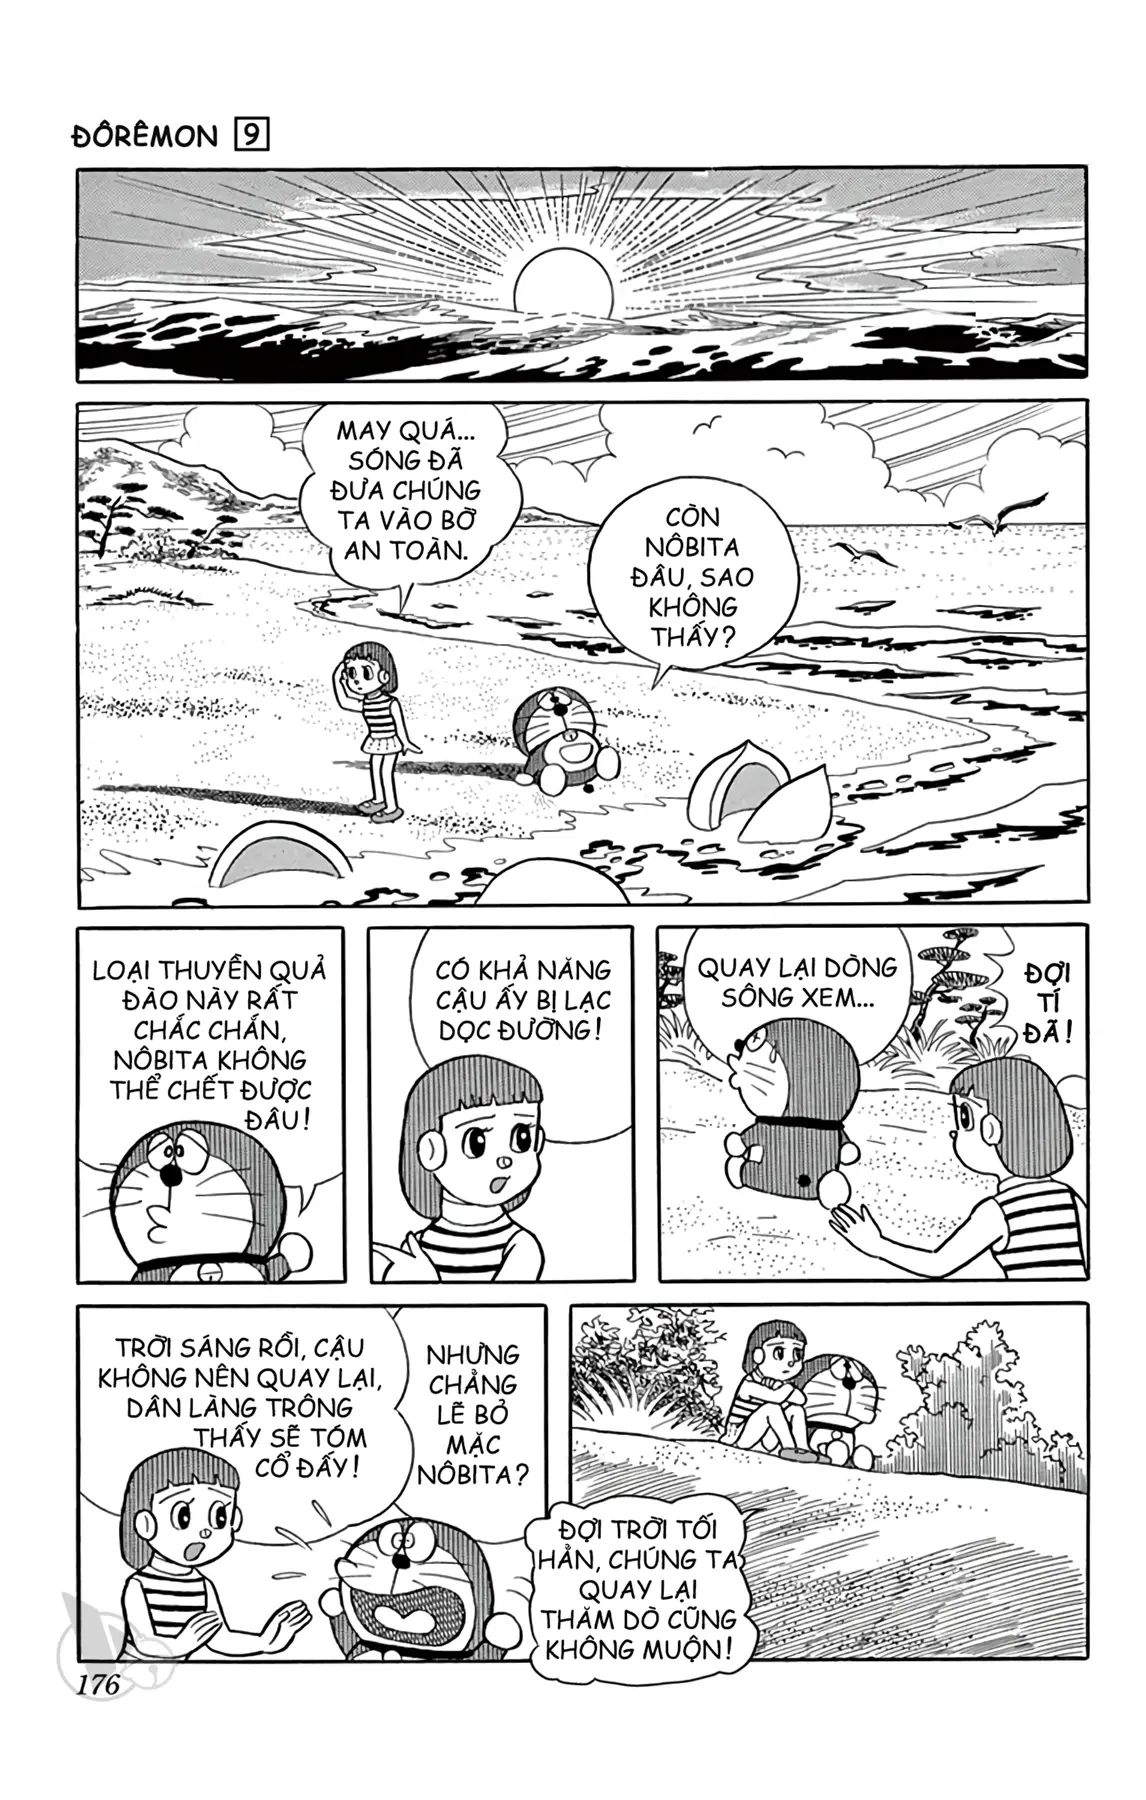 ĐÔRÊMON 9
MAY QUÁ...
SÓNG ĐÃ
ĐƯA CHÚNG
TA VÀO BỜ
AN TOÀN.
CÒN
NÔBITA
ĐÂU, SAO
KHÔNG
THẤY?
LOẠI THUYỀN QUẢ
ĐÀO NÀY RẤT
CHẮC CHẮN,
NÔBITA KHÔNG
THỂ CHẾT ĐƯỢC
ĐÂU!
CÓ KHẢ NĂNG
CẬU ẤY BỊ LẠC
DỌC ĐƯỜNG!
QUAY LẠI DÒNG
SÔNG XEM...
ĐỢI
TÍ
ĐÃ!
TRỜI SÁNG RỒI, CẬU
KHÔNG NÊN QUAY LẠI,
DÂN LÀNG TRÔNG
THẤY SẼ TÓM
CỔ ĐẤY!
NHƯNG
CHẲNG
LẼ BỎ
MẶC
NÔBITA?
ĐỢI TRỜI TỐI
HẲN, CHÚNG TA
QUAY LẠI
THĂM DÒ CŨNG
KHÔNG MUỘN!
176